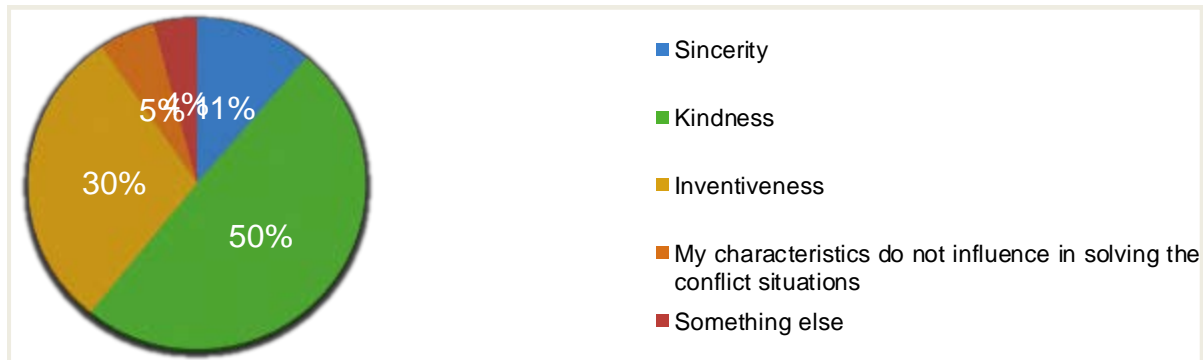 5%
4%
11%
30%
50%
Sincerity
Kindness
Inventiveness
My characteristics do not influence in solving the
conflict situations
Something else